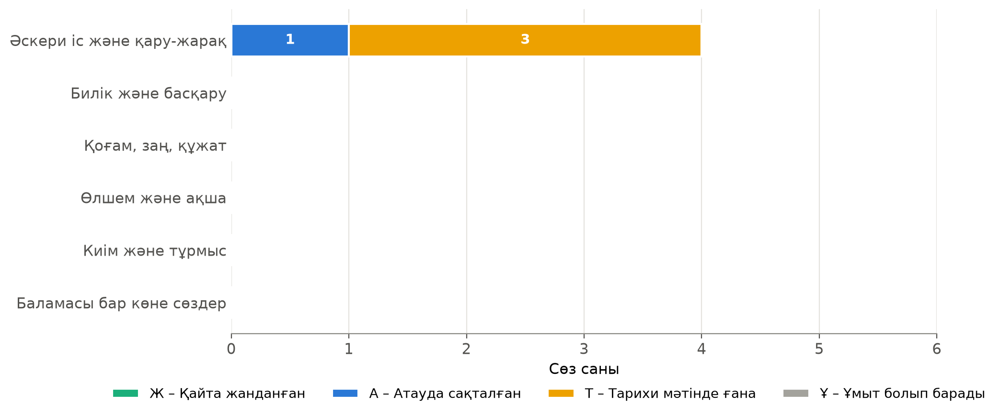 Әскери іс және қару-жарақ
1
3
Билік және басқару
Қоғам, заң, құжат
Өлшем және ақша
Киім және тұрмыс
Баламасы бар көне сөздер
0 1 2 3 4 5 6
Сөз саны
Ж – Қайта жанданған
А – Атауда сақталған
Т – Тарихи мәтінде ғана
Ұ – Ұмыт болып барады